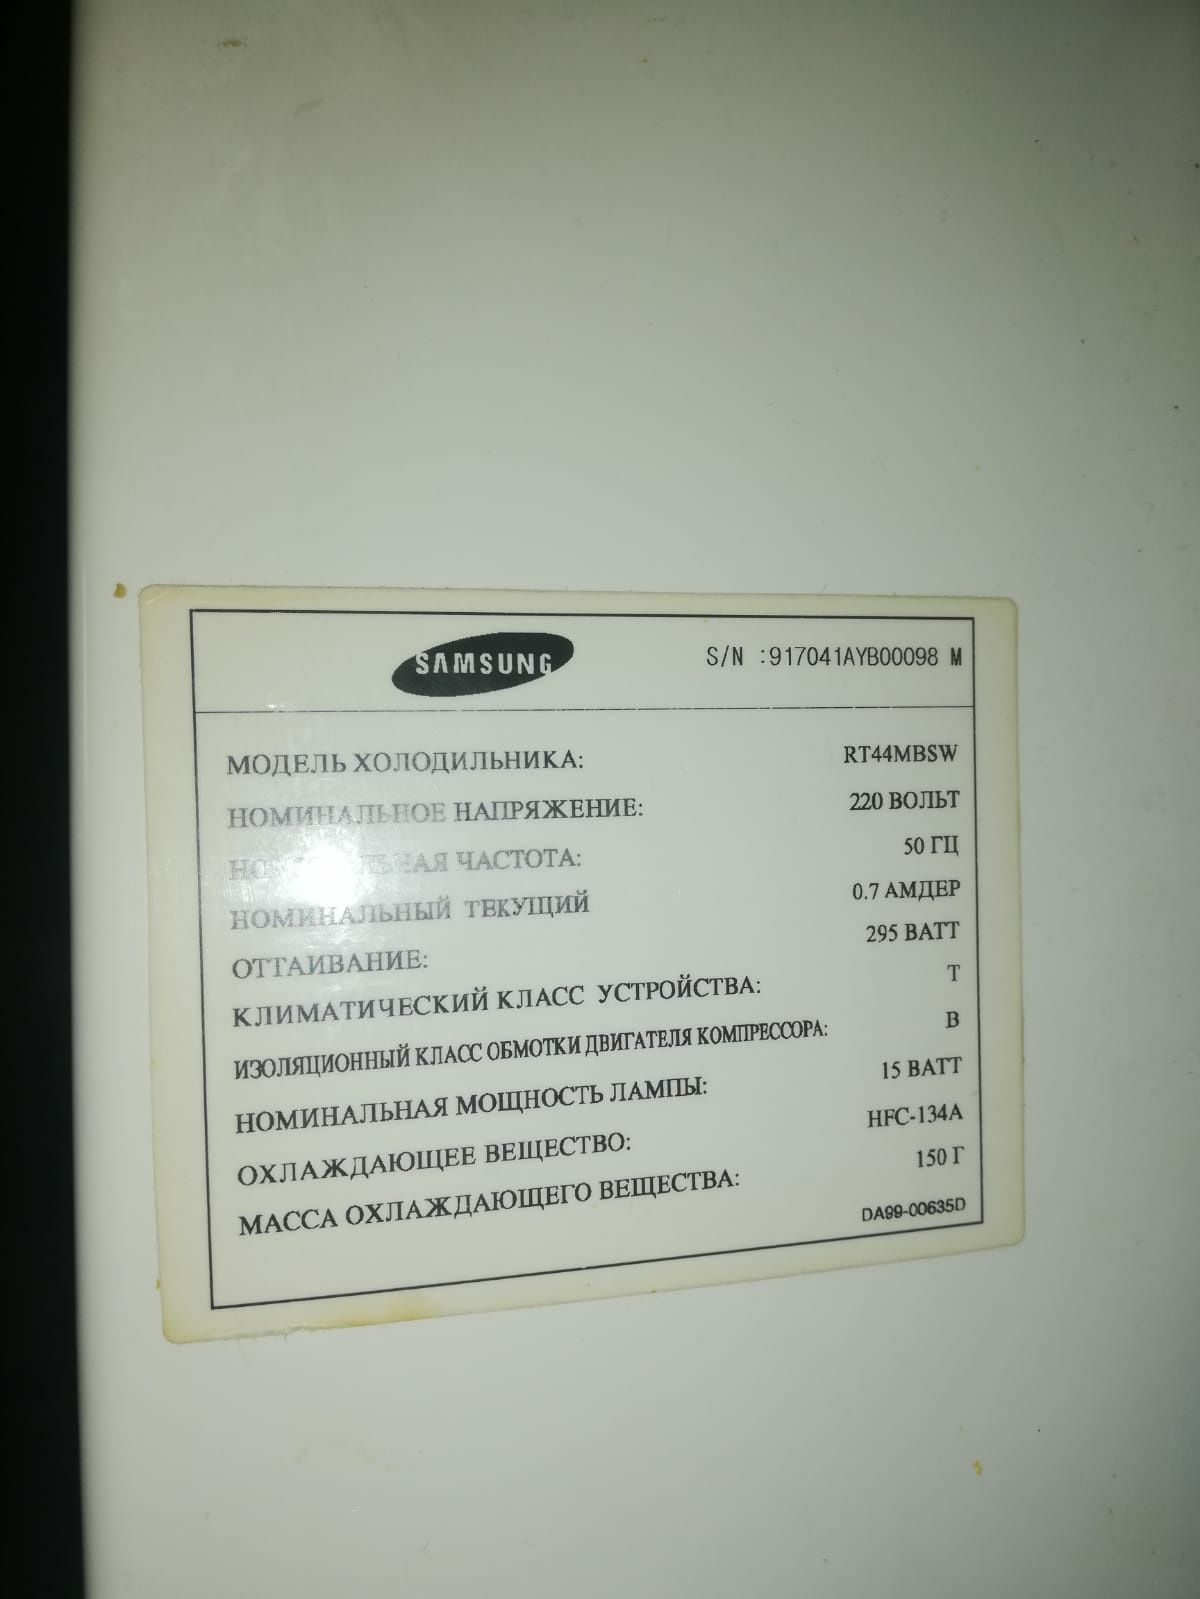 SAMSUNG S/N :917041AYB00098 M
МОДЕЛЬ ХОЛОДИЛЬНИКА: RT44MBSW
НОМИНАЛЬНОЕ НАПРЯЖЕНИЕ: 220 ВОЛЬТ
НОМИНАЛЬНАЯ ЧАСТОТА: 50 ГЦ
НОМИНАЛЬНЫЙ ТЕКУЩИЙ 0.7 АМДЕР
ОТТАИВАНИЕ: 295 ВАТТ
КЛИМАТИЧЕСКИЙ КЛАСС УСТРОЙСТВА: T
ИЗОЛЯЦИОННЫЙ КЛАСС ОБМОТКИ ДВИГАТЕЛЯ КОМПРЕССОРА: B
НОМИНАЛЬНАЯ МОЩНОСТЬ ЛАМПЫ: 15 ВАТТ
ОХЛАЖДАЮЩЕЕ ВЕЩЕСТВО: HFC-134A
МАССА ОХЛАЖДАЮЩЕГО ВЕЩЕСТВА: 150 Г
DA99-00635D